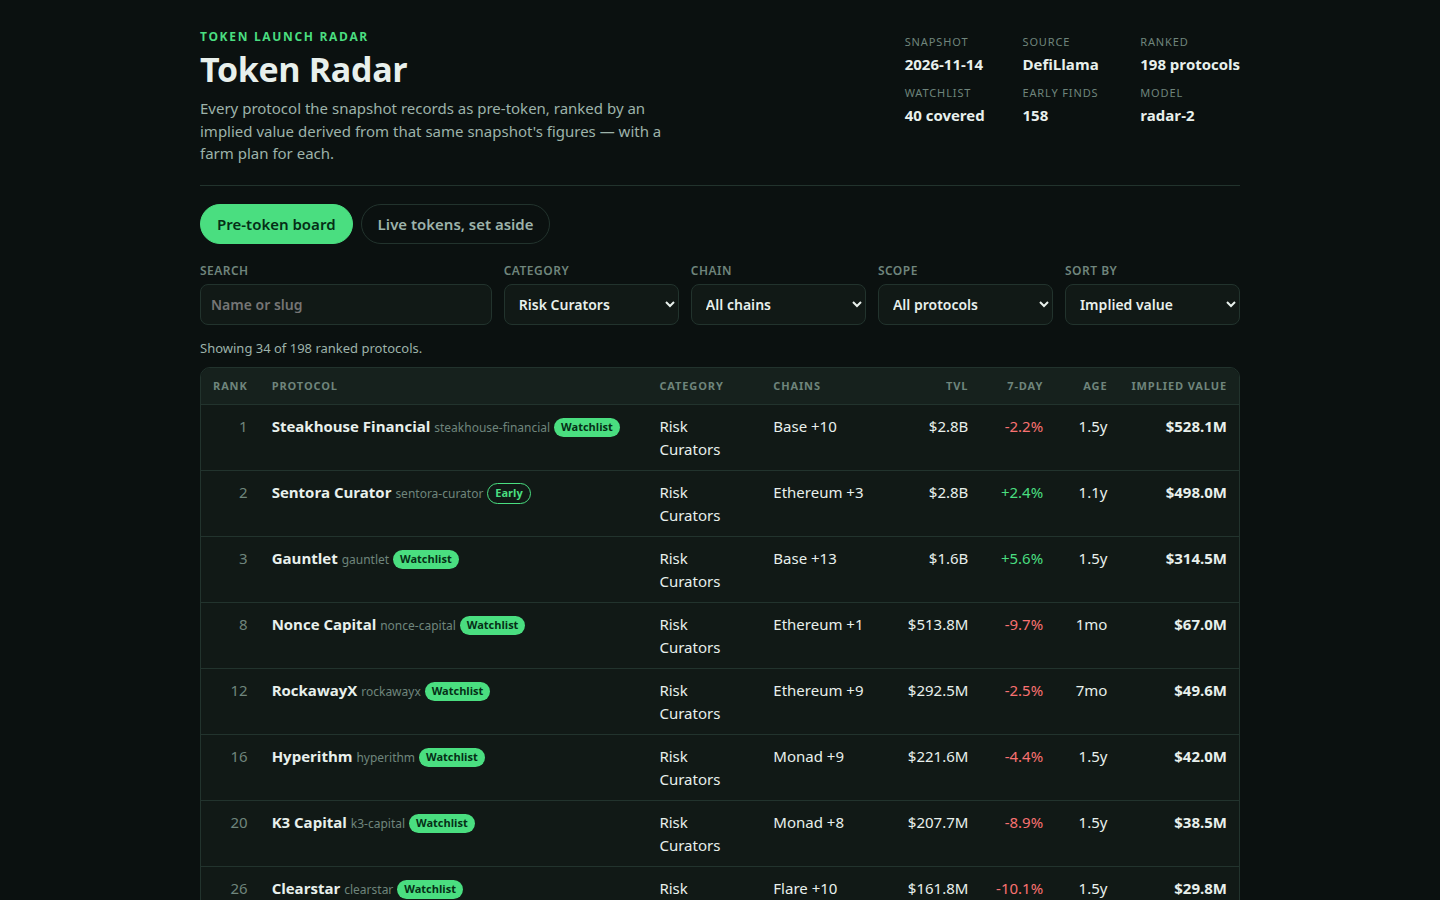 TOKEN LAUNCH RADAR
Token Radar
Every protocol the snapshot records as pre-token, ranked by an
implied value derived from that same snapshot's figures — with a
farm plan for each.
SNAPSHOT SOURCE RANKED
2026-11-14 DefiLlama 198 protocols
WATCHLIST EARLY FINDS MODEL
40 covered 158 radar-2
Pre-token board Live tokens, set aside
SEARCH CATEGORY CHAIN SCOPE SORT BY
Name or slug Risk Curators All chains All protocols Implied value
Showing 34 of 198 ranked protocols.
RANK PROTOCOL CATEGORY CHAINS TVL 7-DAY AGE IMPLIED VALUE
1 Steakhouse Financial steakhouse-financial Watchlist Risk Curators Base +10 $2.8B -2.2% 1.5y $528.1M
2 Sentora Curator sentora-curator Early Risk Curators Ethereum +3 $2.8B +2.4% 1.1y $498.0M
3 Gauntlet gauntlet Watchlist Risk Curators Base +13 $1.6B +5.6% 1.5y $314.5M
8 Nonce Capital nonce-capital Watchlist Risk Curators Ethereum +1 $513.8M -9.7% 1mo $67.0M
12 RockawayX rockawayx Watchlist Risk Curators Ethereum +9 $292.5M -2.5% 7mo $49.6M
16 Hyperithm hyperithm Watchlist Risk Curators Monad +9 $221.6M -4.4% 1.5y $42.0M
20 K3 Capital k3-capital Watchlist Risk Curators Monad +8 $207.7M -8.9% 1.5y $38.5M
26 Clearstar clearstar Watchlist Risk Flare +10 $161.8M -10.1% 1.5y $29.8M